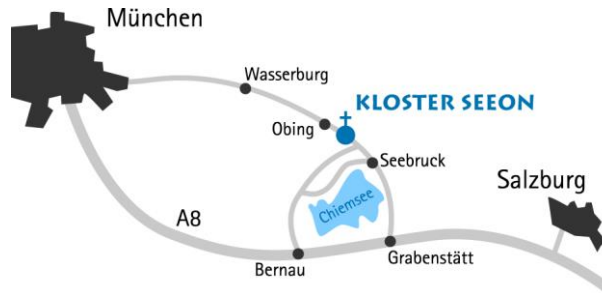 München
Wasserburg
KLOSTER SEEON
Obing
Seebruck
Salzburg
Chiemsee
A8
Bernau
Grabenstätt